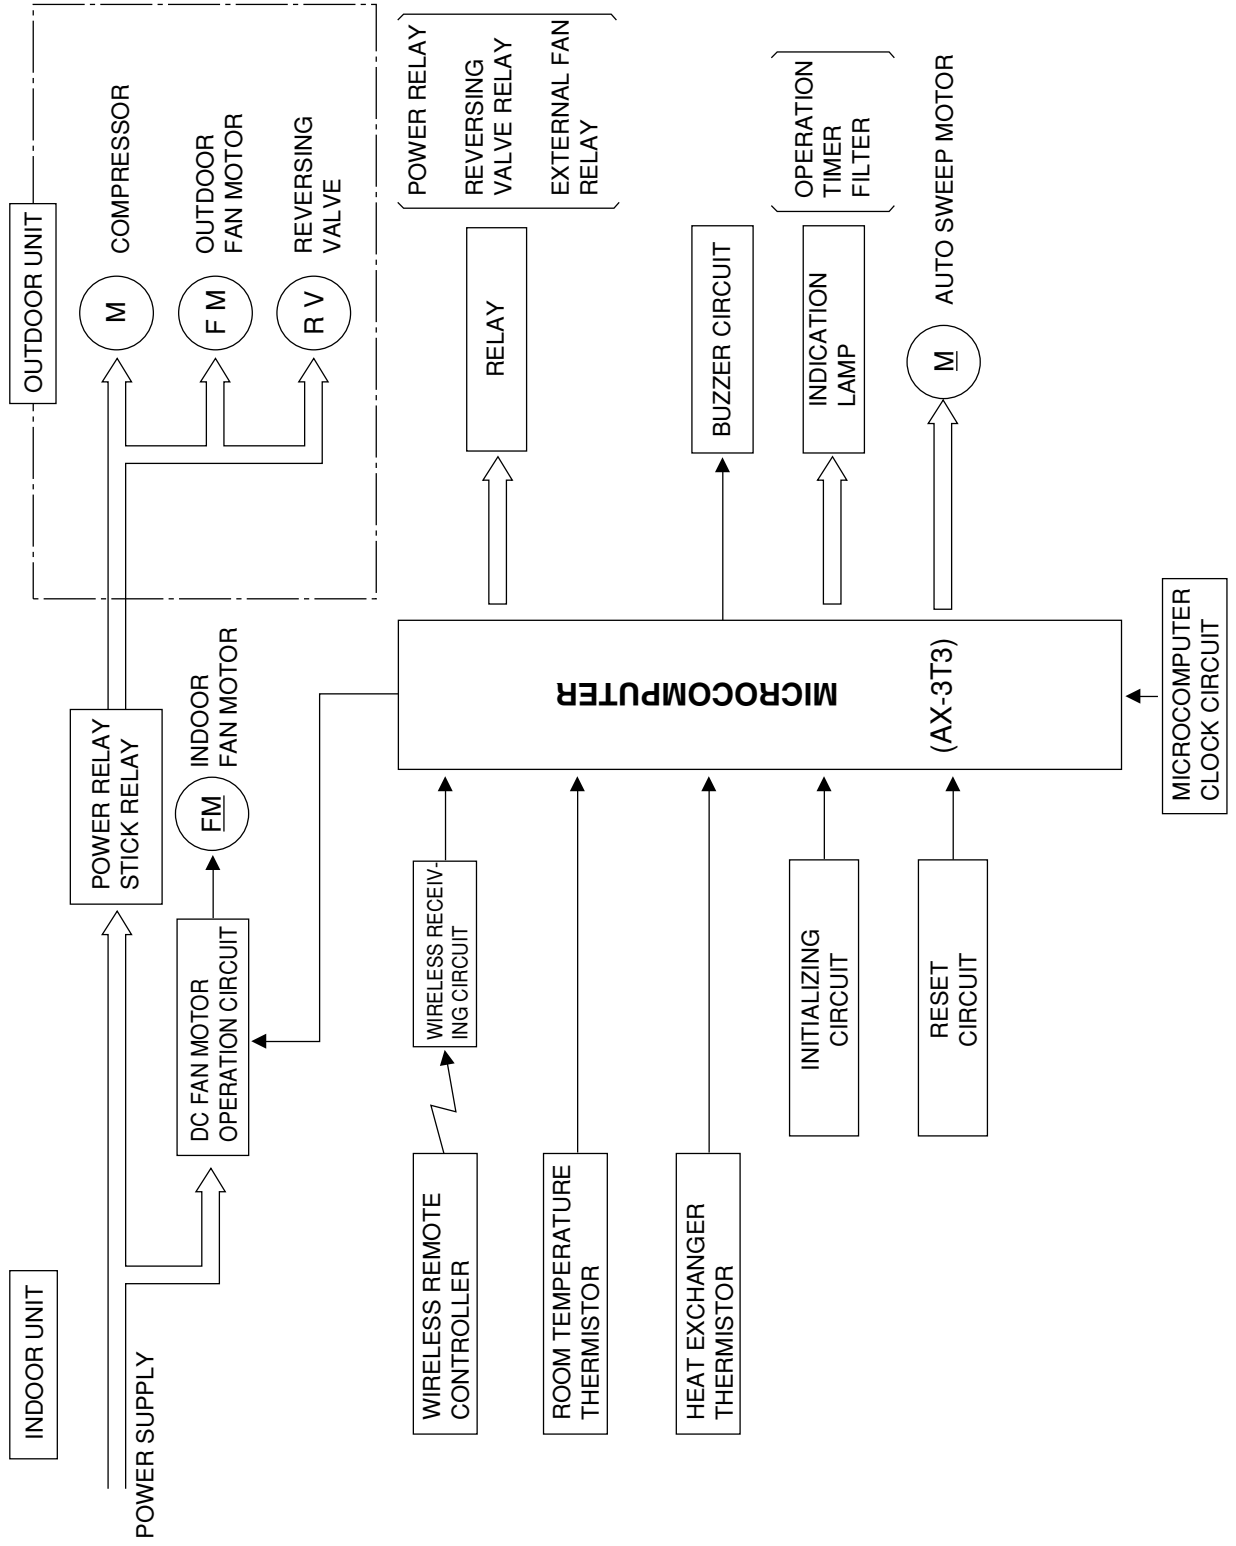 INDOOR UNIT
OUTDOOR UNIT
POWER SUPPLY
POWER RELAY
STICK RELAY
M
COMPRESSOR
F M
OUTDOOR
FAN MOTOR
R V
REVERSING
VALVE
DC FAN MOTOR
OPERATION CIRCUIT
FM
INDOOR
FAN MOTOR
WIRELESS REMOTE
CONTROLLER
WIRELESS RECEIV-
ING CIRCUIT
ROOM TEMPERATURE
THERMISTOR
HEAT EXCHANGER
THERMISTOR
INITIALIZING
CIRCUIT
RESET
CIRCUIT
MICROCOMPUTER
(AX-3T3)
MICROCOMPUTER
CLOCK CIRCUIT
RELAY
POWER RELAY
REVERSING
VALVE RELAY
EXTERNAL FAN
RELAY
BUZZER CIRCUIT
INDICATION
LAMP
OPERATION
TIMER
FILTER
M
AUTO SWEEP MOTOR